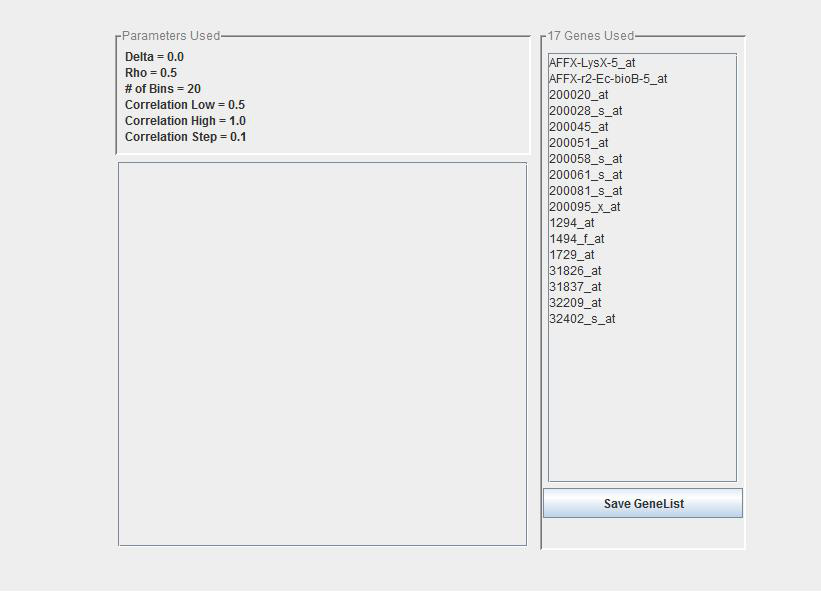 Parameters Used
Delta = 0.0
Rho = 0.5
# of Bins = 20
Correlation Low = 0.5
Correlation High = 1.0
Correlation Step = 0.1
17 Genes Used
AFFX-LysX-5_at
AFFX-r2-Ec-bioB-5_at
200020_at
200028_s_at
200045_at
200051_at
200058_s_at
200061_s_at
200081_s_at
200095_x_at
1294_at
1494_f_at
1729_at
31826_at
31837_at
32209_at
32402_s_at
Save GeneList